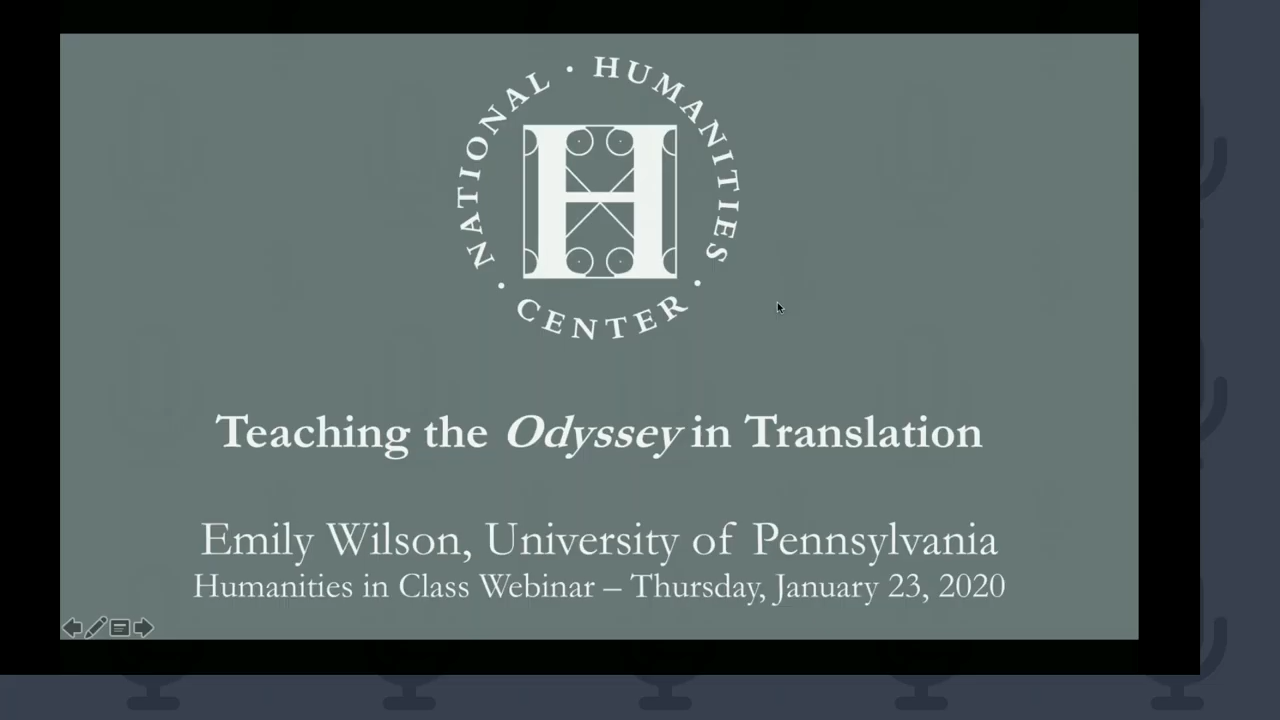 NATIONAL · HUMANITIES · CENTER ·
H
Teaching the Odyssey in Translation
Emily Wilson, University of Pennsylvania
Humanities in Class Webinar – Thursday, January 23, 2020